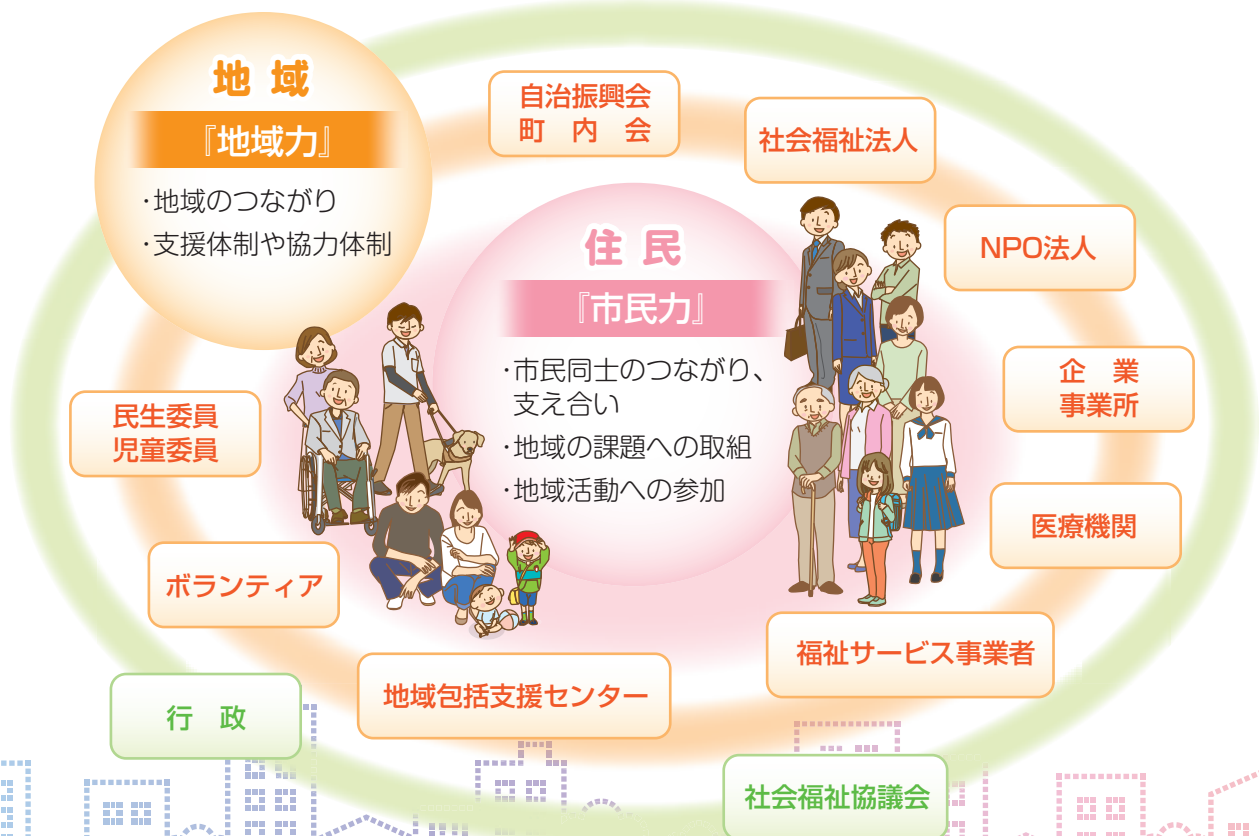 地域
『地域力』
・地域のつながり
・支援体制や協力体制
自治振興会
町内会
社会福祉法人
NPO法人
企業
事業所
医療機関
福祉サービス事業者
住民
『市民力』
・市民同士のつながり、
支え合い
・地域の課題への取組
・地域活動への参加
民生委員
児童委員
ボランティア
地域包括支援センター
行政
社会福祉協議会